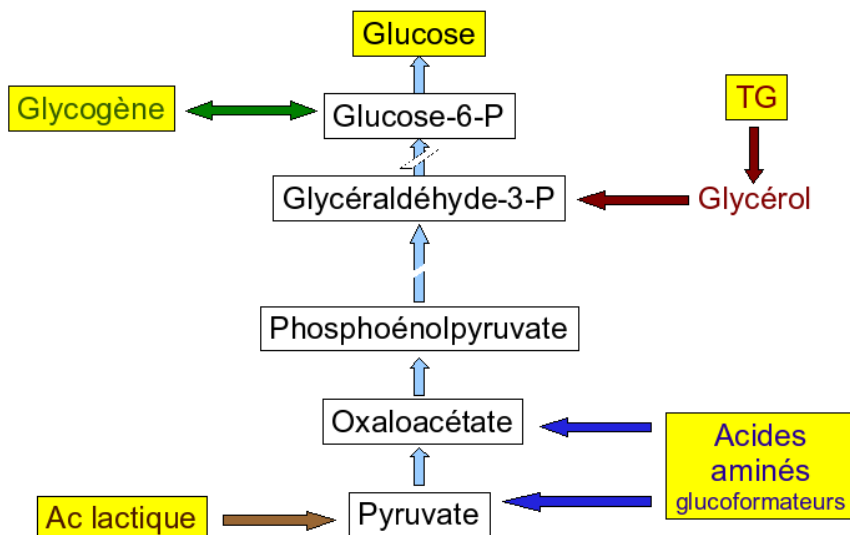 Glucose
Glycogène
Glucose-6-P
TG
Glycéraldéhyde-3-P
Glycérol
Phosphoénolpyruvate
Oxaloacétate
Acides
aminés
glucoformateurs
Ac lactique
Pyruvate